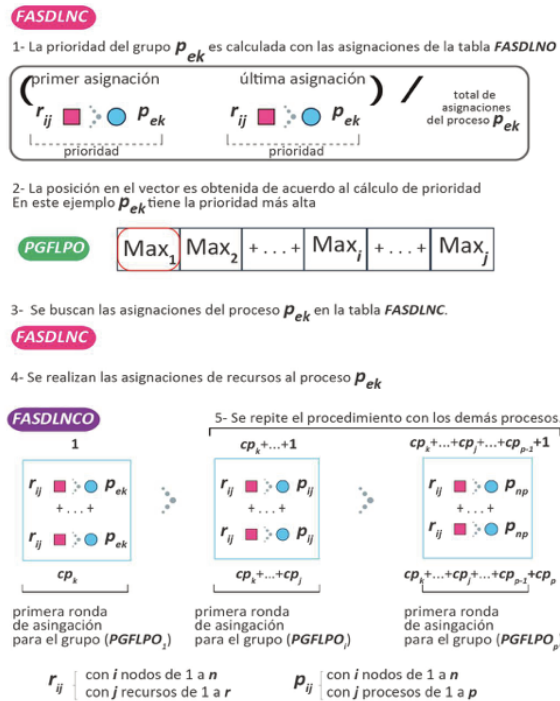 FASDLNC
1- La prioridad del grupo p_ek es calculada con las asignaciones de la tabla FASDLNO
(primer asignación última asignación) /
r_ij p_ek r_ij p_ek
prioridad prioridad
total de
asignaciones
del proceso p_ek
2- La posición en el vector es obtenida de acuerdo al cálculo de prioridad
En este ejemplo p_ek tiene la prioridad más alta
PGFLPO Max_1 Max_2 +...+ Max_i +...+ Max_j
3- Se buscan las asignaciones del proceso p_ek en la tabla FASDLNC.
FASDLNC
4- Se realizan las asignaciones de recursos al proceso p_ek
FASDLNCO
5- Se repite el procedimiento con los demás procesos.
1 cp_k+...+1 cp_k+...+cp_j+...+cp_p-1+1
r_ij p_ek r_ij p_ij r_ij p_np
+...+ +...+ +...+
r_ij p_ek r_ij p_ij r_ij p_np
cp_k cp_k+...+cp_j cp_k+...+cp_j+...+cp_p-1+cp_p
primera ronda
de asingación
para el grupo (PGFLPO_1)
primera ronda
de asingación
para el grupo (PGFLPO_i)
primera ronda
de asingación
para el grupo (PGFLPO_p
r_ij con i nodos de 1 a n
con j recursos de 1 a r
p_ij con i nodos de 1 a n
con j procesos de 1 a p